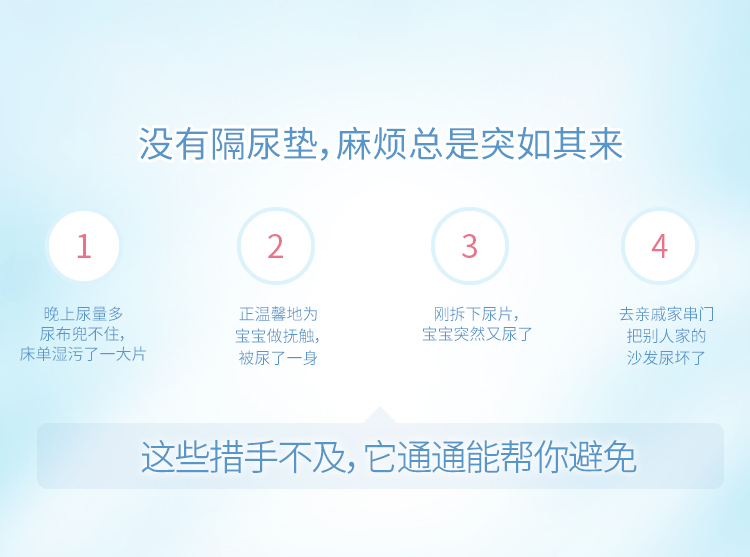 没有隔尿垫，麻烦总是突如其来
1
晚上尿量多
尿布兜不住，
床单湿污了一大片
2
正温馨地为
宝宝做抚触，
被尿了一身
3
刚拆下尿片，
宝宝突然又尿了
4
去亲戚家串门
把别人家的
沙发尿坏了
这些措手不及，它通通能帮你避免